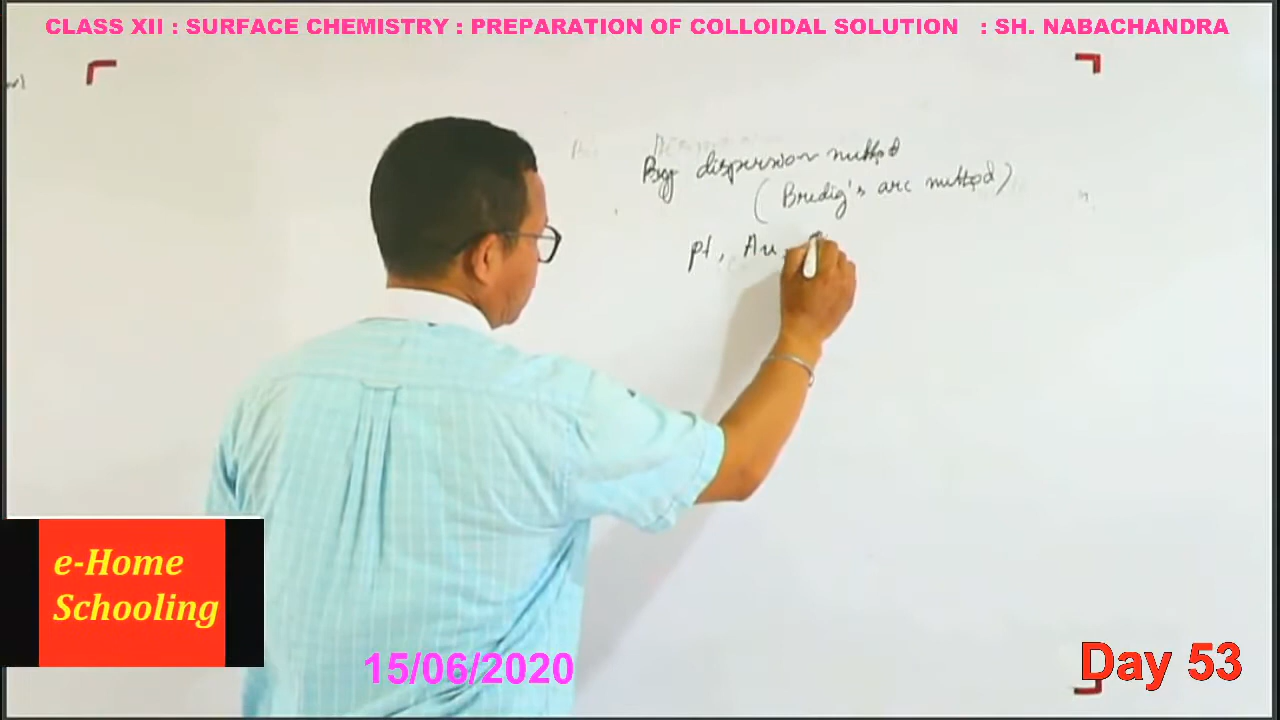 CLASS XII : SURFACE CHEMISTRY : PREPARATION OF COLLOIDAL SOLUTION : SH. NABACHANDRA
By dispersion method
( Bredig's arc method )
pt, Au,
e-Home
Schooling
15/06/2020
Day 53